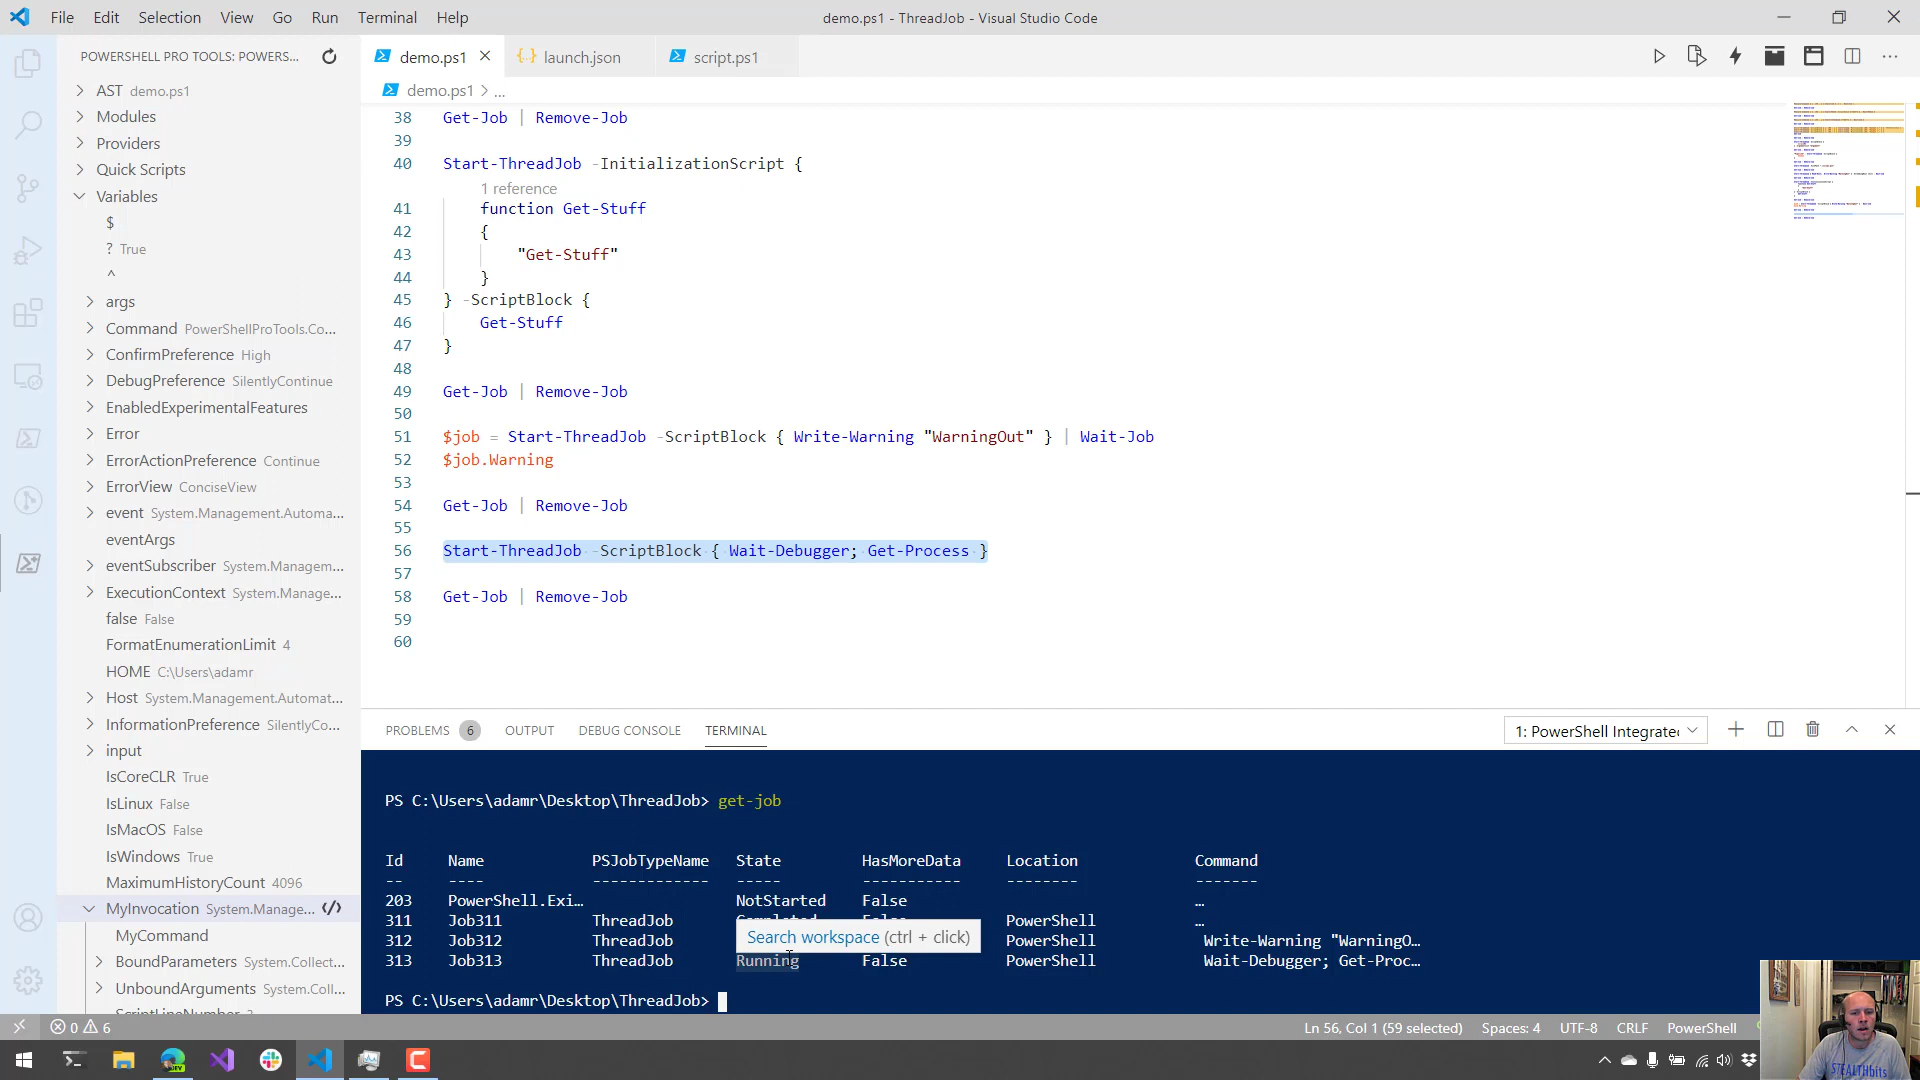 File Edit Selection View Go Run Terminal Help
demo.ps1 - ThreadJob - Visual Studio Code
POWERSHELL PRO TOOLS: POWERS...
demo.ps1
launch.json
script.ps1
demo.ps1 > ...
AST demo.ps1
Modules
Providers
Quick Scripts
Variables
$
? True
^
args
Command PowerShellProTools.Co...
ConfirmPreference High
DebugPreference SilentlyContinue
EnabledExperimentalFeatures
Error
ErrorActionPreference Continue
ErrorView ConciseView
event System.Management.Automa...
eventArgs
eventSubscriber System.Managem...
ExecutionContext System.Manage...
false False
FormatEnumerationLimit 4
HOME C:\Users\adamr
Host System.Management.Automat...
InformationPreference SilentlyCo...
input
IsCoreCLR True
IsLinux False
IsMacOS False
IsWindows True
MaximumHistoryCount 4096
MyInvocation System.Manage...
MyCommand
BoundParameters System.Collect...
UnboundArguments System.Coll...
38 Get-Job | Remove-Job
39
40 Start-ThreadJob -InitializationScript {
1 reference
41 function Get-Stuff
42 {
43 "Get-Stuff"
44 }
45 } -ScriptBlock {
46 Get-Stuff
47 }
48
49 Get-Job | Remove-Job
50
51 $job = Start-ThreadJob -ScriptBlock { Write-Warning "WarningOut" } | Wait-Job
52 $job.Warning
53
54 Get-Job | Remove-Job
55
56 Start-ThreadJob -ScriptBlock { Wait-Debugger; Get-Process }
57
58 Get-Job | Remove-Job
59
60
PROBLEMS 6 OUTPUT DEBUG CONSOLE TERMINAL
1: PowerShell Integrate
PS C:\Users\adamr\Desktop\ThreadJob> get-job
Id Name PSJobTypeName State HasMoreData Location Command
-- ---- ------------- ----- ----------- -------- -------
203 PowerShell.Exi… NotStarted False …
311 Job311 ThreadJob PowerShell …
312 Job312 ThreadJob PowerShell Write-Warning "WarningO…
Search workspace (ctrl + click)
313 Job313 ThreadJob Running False PowerShell Wait-Debugger; Get-Proc…
PS C:\Users\adamr\Desktop\ThreadJob>
0 6
Ln 56, Col 1 (59 selected) Spaces: 4 UTF-8 CRLF PowerShell
STEALTHbits